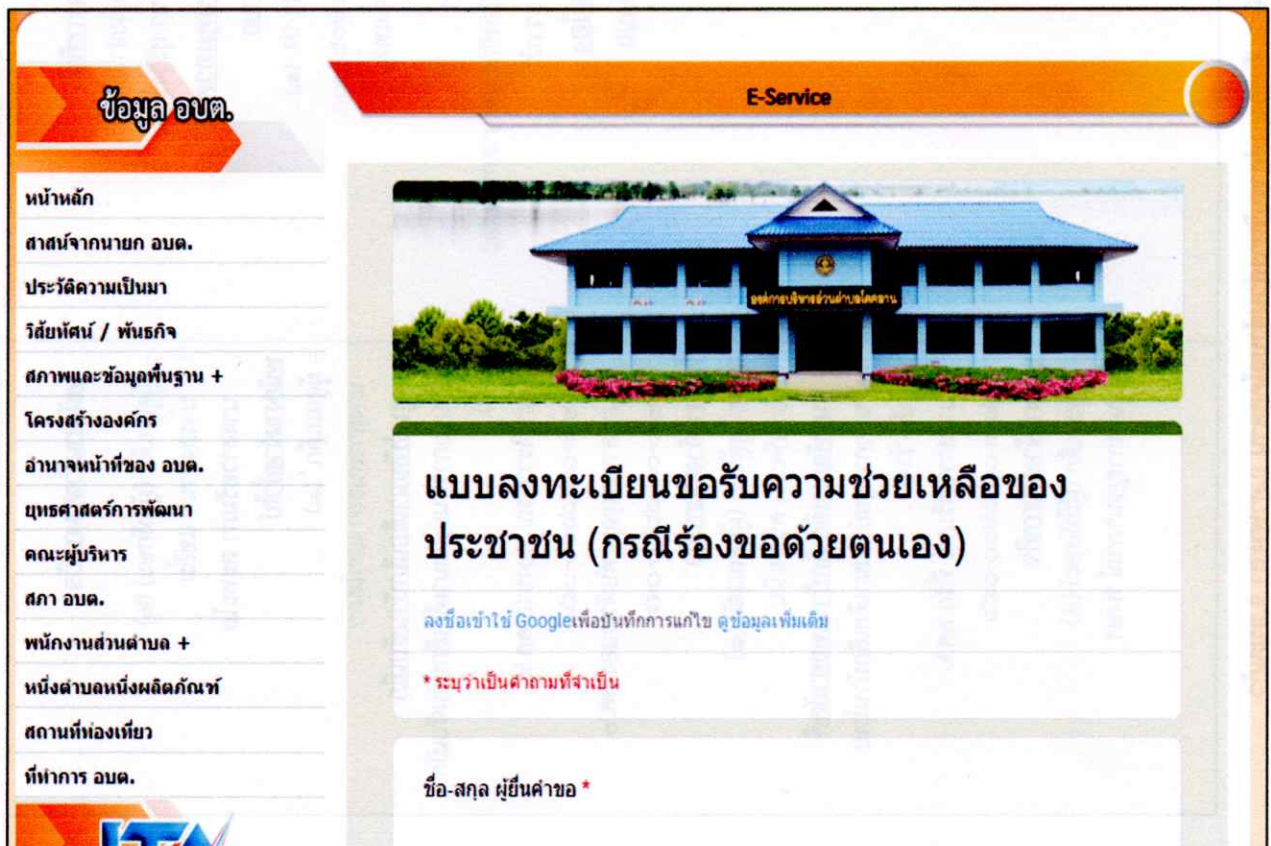 ข้อมูล อบต.
E-Service
หน้าหลัก
สาสน์จากนายก อบต.
ประวัติความเป็นมา
วิสัยทัศน์ / พันธกิจ
สภาพและข้อมูลพื้นฐาน +
โครงสร้างองค์กร
อำนาจหน้าที่ของ อบต.
ยุทธศาสตร์การพัฒนา
คณะผู้บริหาร
สภา อบต.
พนักงานส่วนตำบล +
หนึ่งตำบลหนึ่งผลิตภัณฑ์
สถานที่ท่องเที่ยว
ที่ทำการ อบต.
ITA
แบบลงทะเบียนขอรับความช่วยเหลือของ
ประชาชน (กรณีร้องขอด้วยตนเอง)
ลงชื่อเข้าใช้ Googleเพื่อบันทึกการแก้ไข ดูข้อมูลเพิ่มเติม
* ระบุว่าเป็นคำถามที่จำเป็น
ชื่อ-สกุล ผู้ยื่นคำขอ *